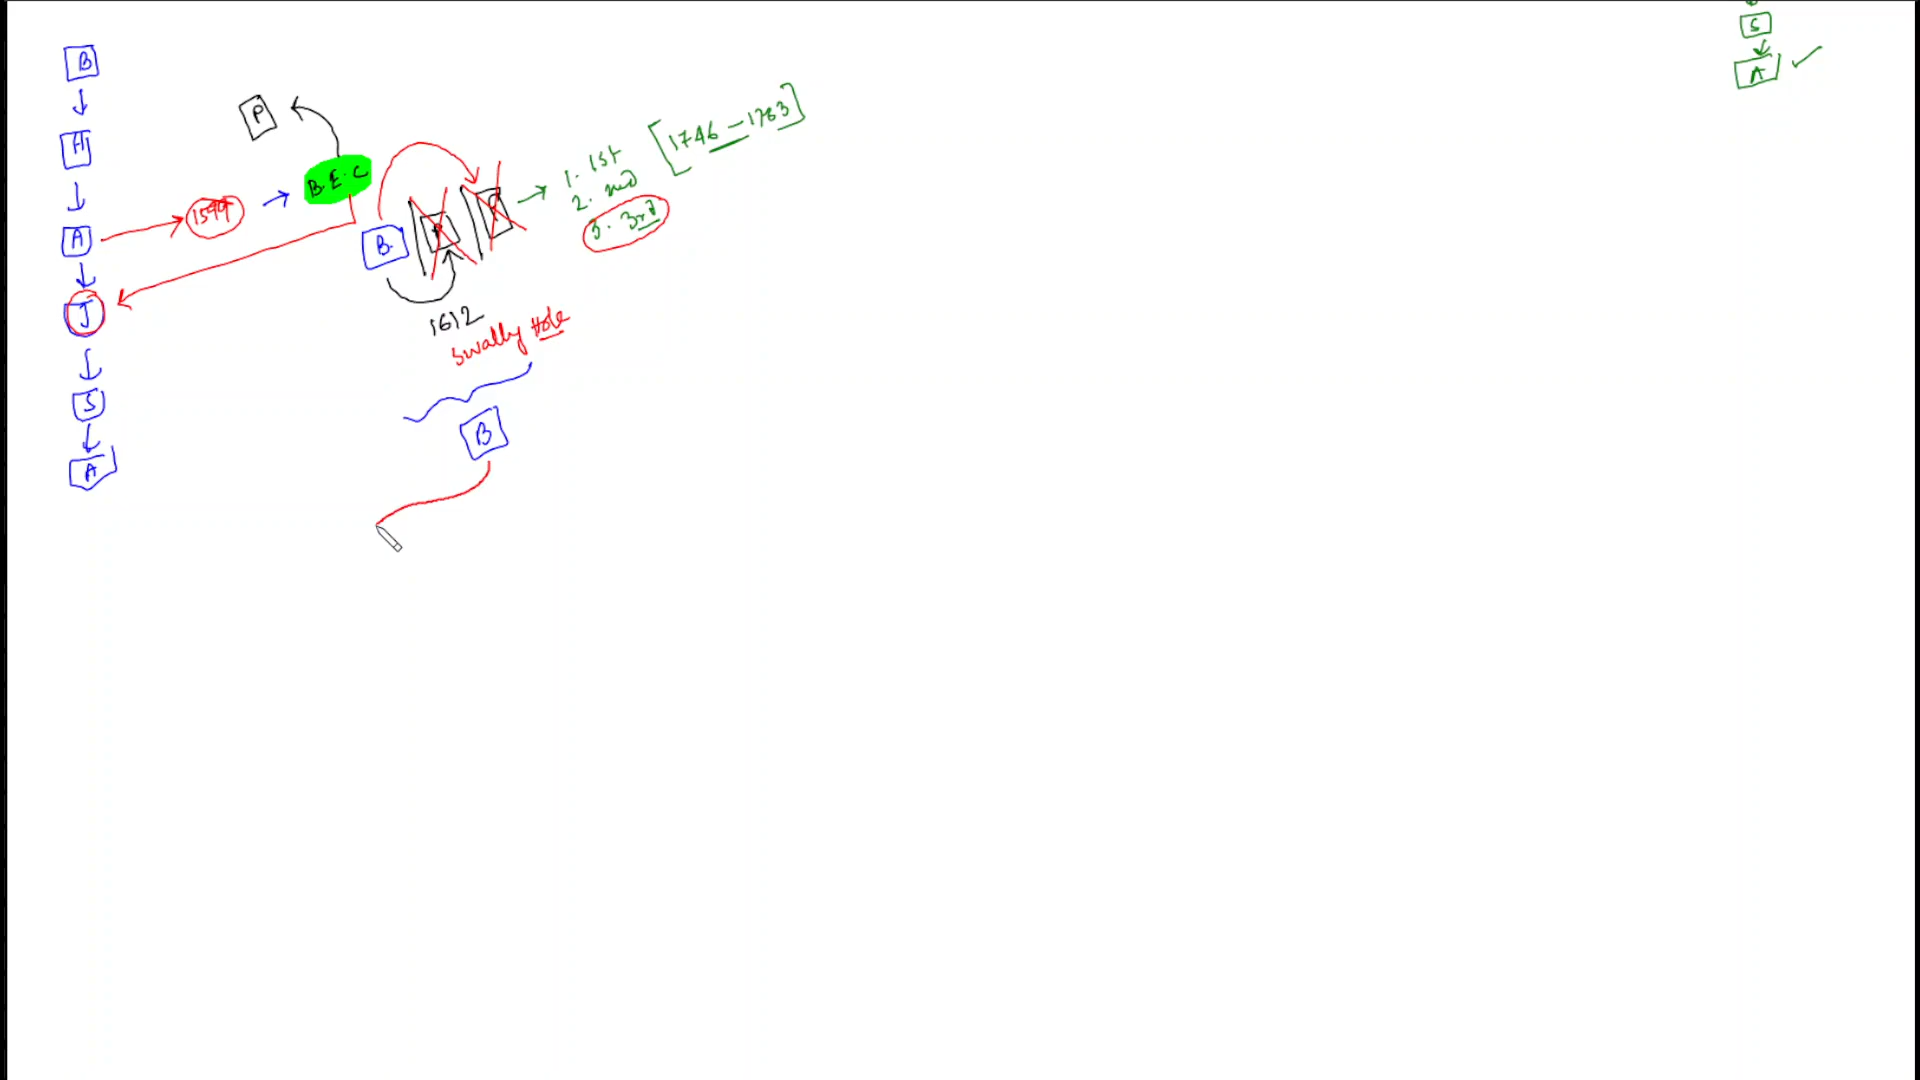 B
H
A
J
S
A
1599
B.E.C
P
B
P
1612
Swally Hole
1. 1st
2. 2nd
3. 3rd
[1746 - 1763]
B
S
A